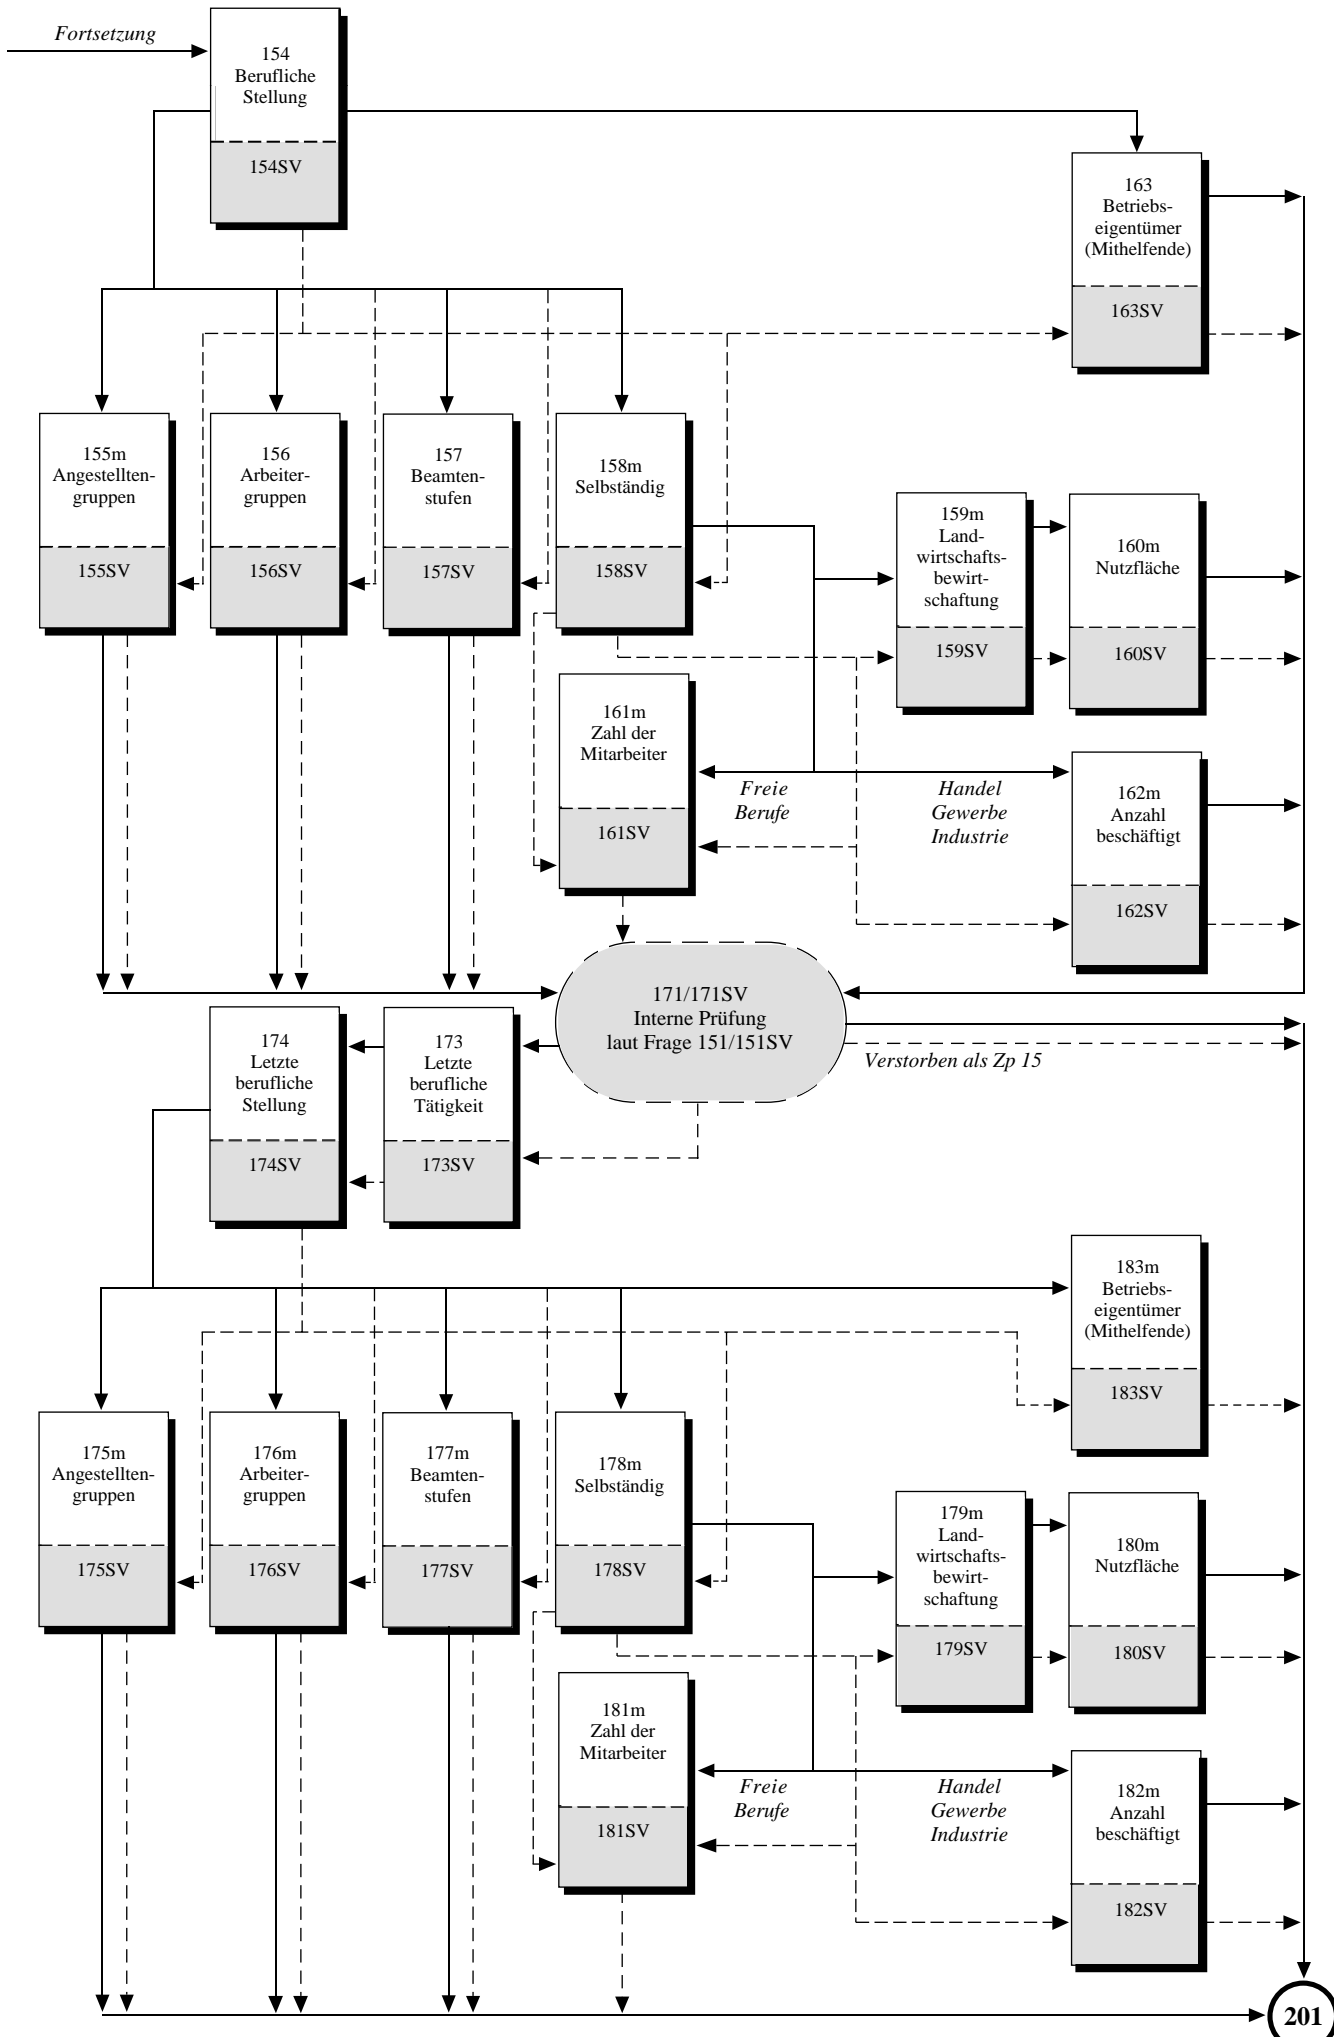 Fortsetzung
154
Berufliche
Stellung
154SV
163
Betriebs-
eigentümer
(Mithelfende)
163SV
155m
Angestellten-
gruppen
155SV
156
Arbeiter-
gruppen
156SV
157
Beamten-
stufen
157SV
158m
Selbständig
158SV
159m
Land-
wirtschafts-
bewirt-
schaftung
159SV
160m
Nutzfläche
160SV
161m
Zahl der
Mitarbeiter
161SV
Freie
Berufe
Handel
Gewerbe
Industrie
162m
Anzahl
beschäftigt
162SV
171/171SV
Interne Prüfung
laut Frage 151/151SV
Verstorben als Zp 15
174
Letzte
berufliche
Stellung
174SV
173
Letzte
berufliche
Tätigkeit
173SV
183m
Betriebs-
eigentümer
(Mithelfende)
183SV
175m
Angestellten-
gruppen
175SV
176m
Arbeiter-
gruppen
176SV
177m
Beamten-
stufen
177SV
178m
Selbständig
178SV
179m
Land-
wirtschafts-
bewirt-
schaftung
179SV
180m
Nutzfläche
180SV
181m
Zahl der
Mitarbeiter
181SV
Freie
Berufe
Handel
Gewerbe
Industrie
182m
Anzahl
beschäftigt
182SV
201